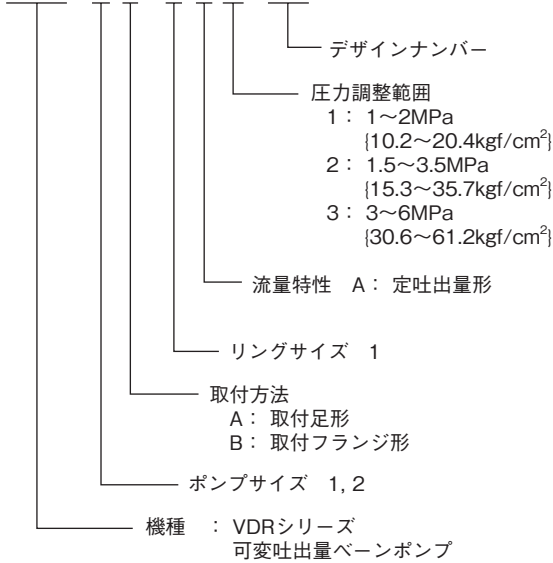 デザインナンバー
圧力調整範囲
1： 1～2MPa
{10.2～20.4kgf/cm²}
2： 1.5～3.5MPa
{15.3～35.7kgf/cm²}
3： 3～6MPa
{30.6～61.2kgf/cm²}
流量特性 A： 定吐出量形
リングサイズ 1
取付方法
A： 取付足形
B： 取付フランジ形
ポンプサイズ 1, 2
機種 ： VDRシリーズ
可変吐出量ベーンポンプ